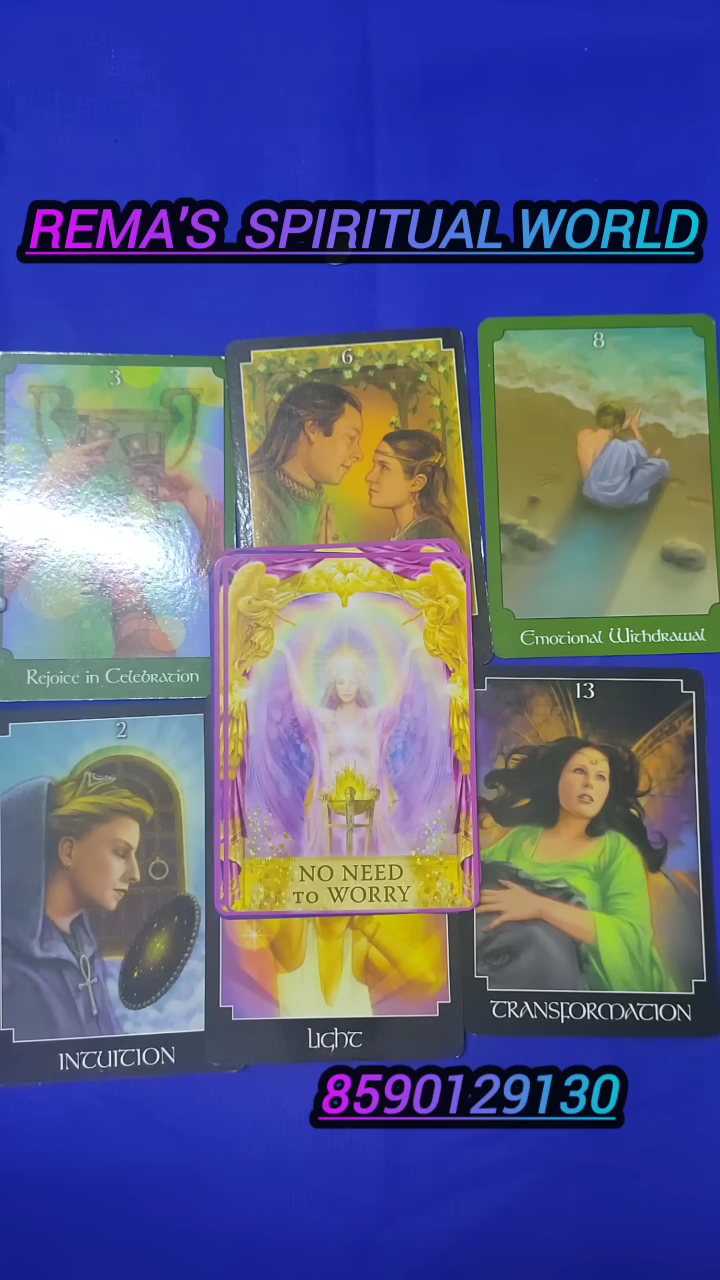 REMA'S SPIRITUAL WORLD
3
6
8
Rejoice in Celebration
Emotional Withdrawal
2
13
NO NEED
TO WORRY
INTUITION
LIGHT
TRANSFORMATION
8590129130